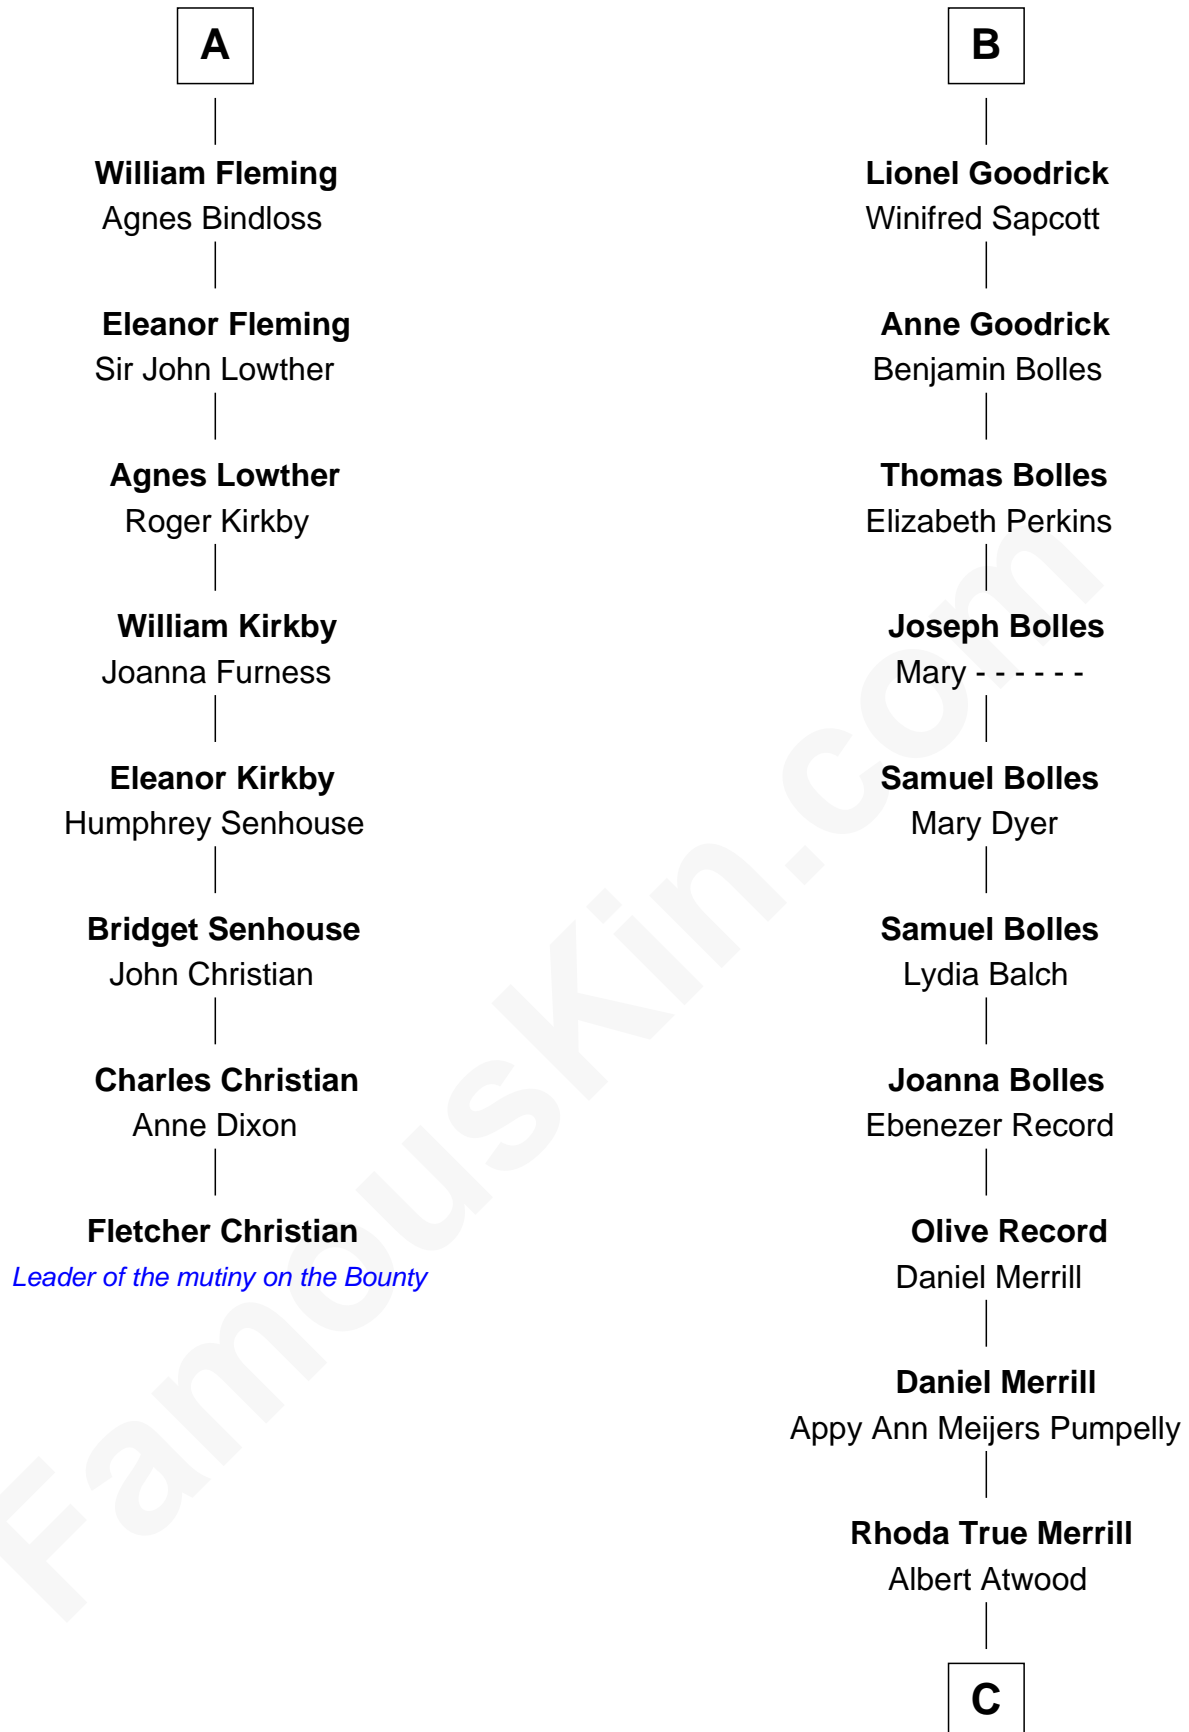 A
William Fleming
Agnes Bindloss
Eleanor Fleming
Sir John Lowther
Agnes Lowther
Roger Kirkby
William Kirkby
Joanna Furness
Eleanor Kirkby
Humphrey Senhouse
Bridget Senhouse
John Christian
Charles Christian
Anne Dixon
Fletcher Christian
Leader of the mutiny on the Bounty
B
Lionel Goodrick
Winifred Sapcott
Anne Goodrick
Benjamin Bolles
Thomas Bolles
Elizabeth Perkins
Joseph Bolles
Mary - - - - - -
Samuel Bolles
Mary Dyer
Samuel Bolles
Lydia Balch
Joanna Bolles
Ebenezer Record
Olive Record
Daniel Merrill
Daniel Merrill
Appy Ann Meijers Pumpelly
Rhoda True Merrill
Albert Atwood
C
FamousKin.com